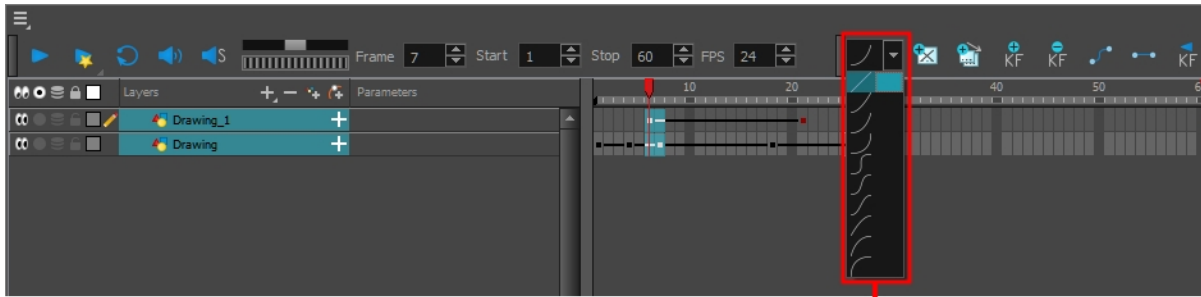 S Frame 7 Start 1 Stop 60 FPS 24 KF KF KF
Layers Parameters 10 20 40 50 6
Drawing_1
Drawing